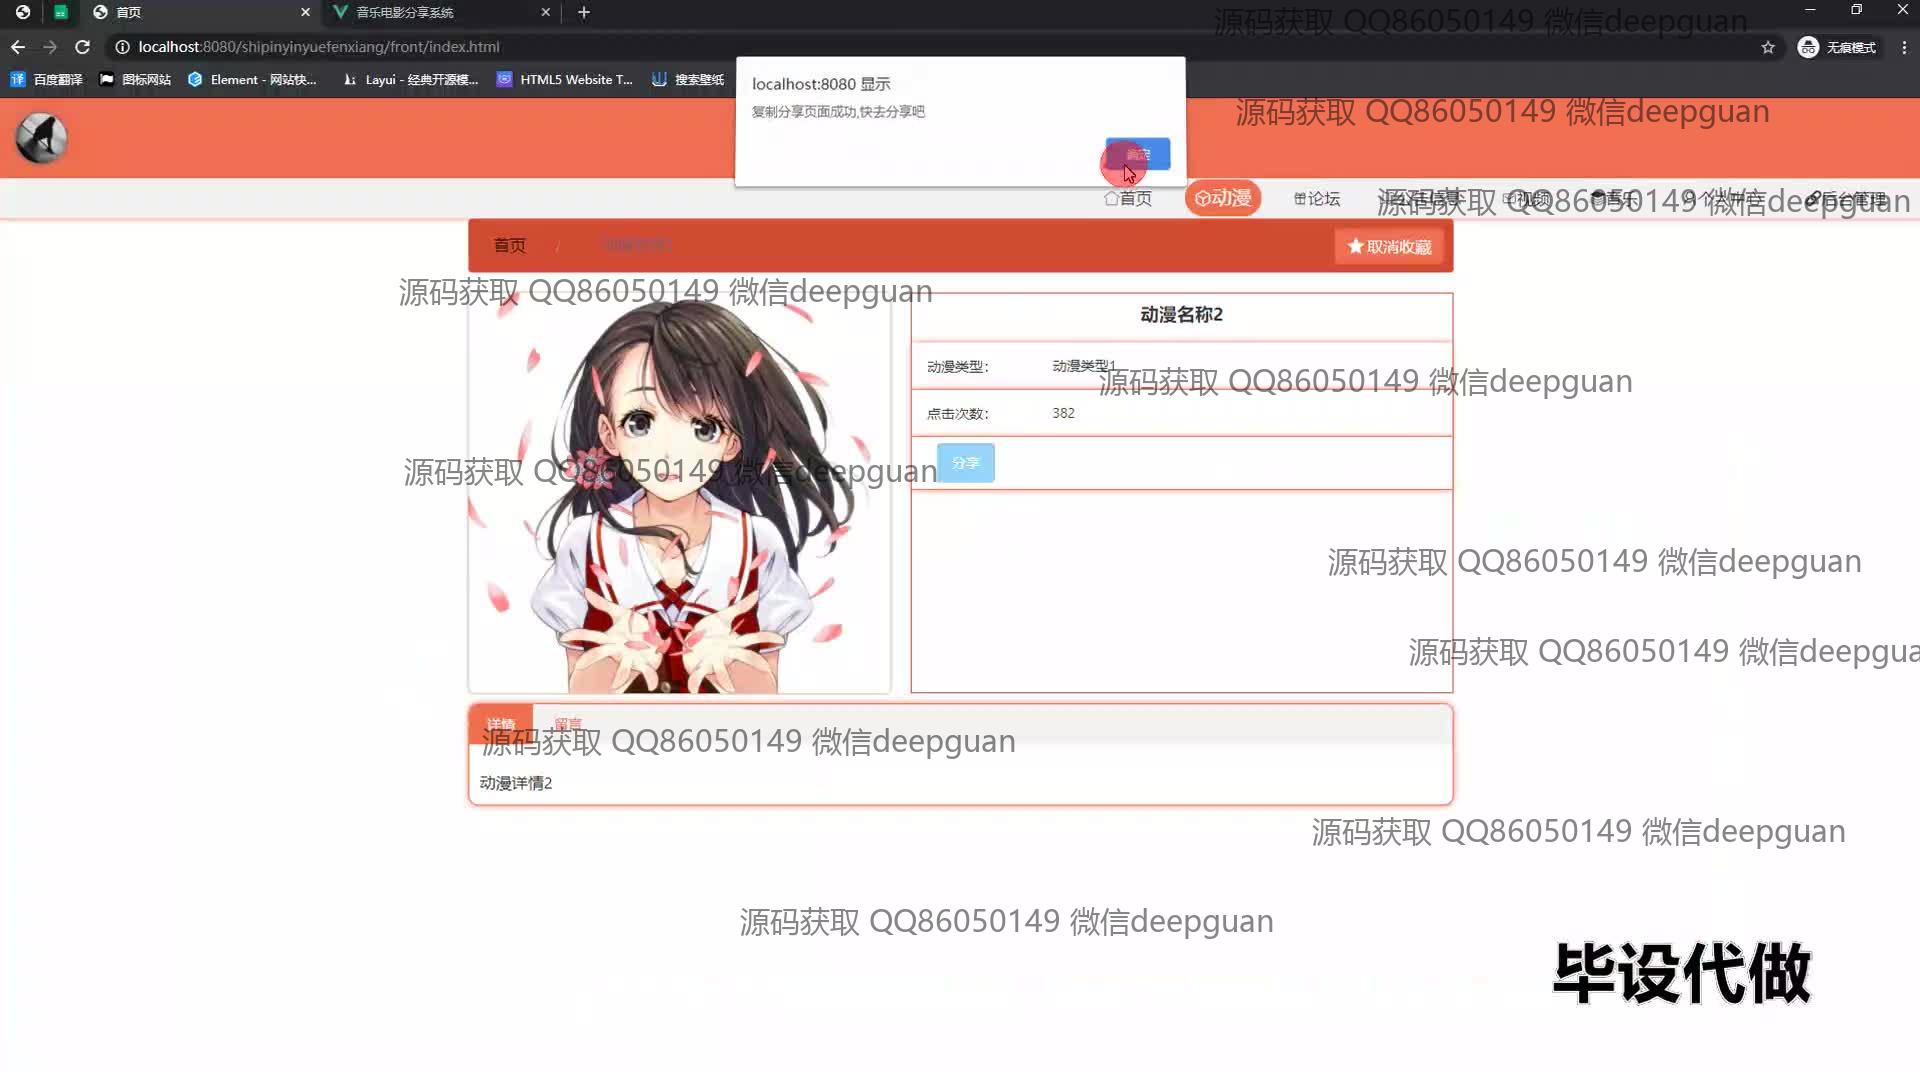 首页
音乐电影分享系统
localhost:8080/shipinyinyuefenxiang/front/index.html
无痕模式
百度翻译
图标网站
Element - 网站快...
Layui - 经典开源模...
HTML5 Website T...
搜索壁纸
localhost:8080 显示
复制分享页面成功,快去分享吧
确定
源码获取 QQ86050149 微信deepguan
源码获取 QQ86050149 微信deepguan
首页
动漫
论坛
视频
音乐
个人中心
后台管理
源码获取 QQ86050149 微信deepguan
首页
/
取消收藏
源码获取 QQ86050149 微信deepguan
动漫名称2
动漫类型：
动漫类型1
源码获取 QQ86050149 微信deepguan
点击次数：
382
分享
源码获取 QQ86050149 微信deepguan
源码获取 QQ86050149 微信deepguan
源码获取 QQ86050149 微信deepgua
详情
留言
源码获取 QQ86050149 微信deepguan
动漫详情2
源码获取 QQ86050149 微信deepguan
源码获取 QQ86050149 微信deepguan
毕设代做